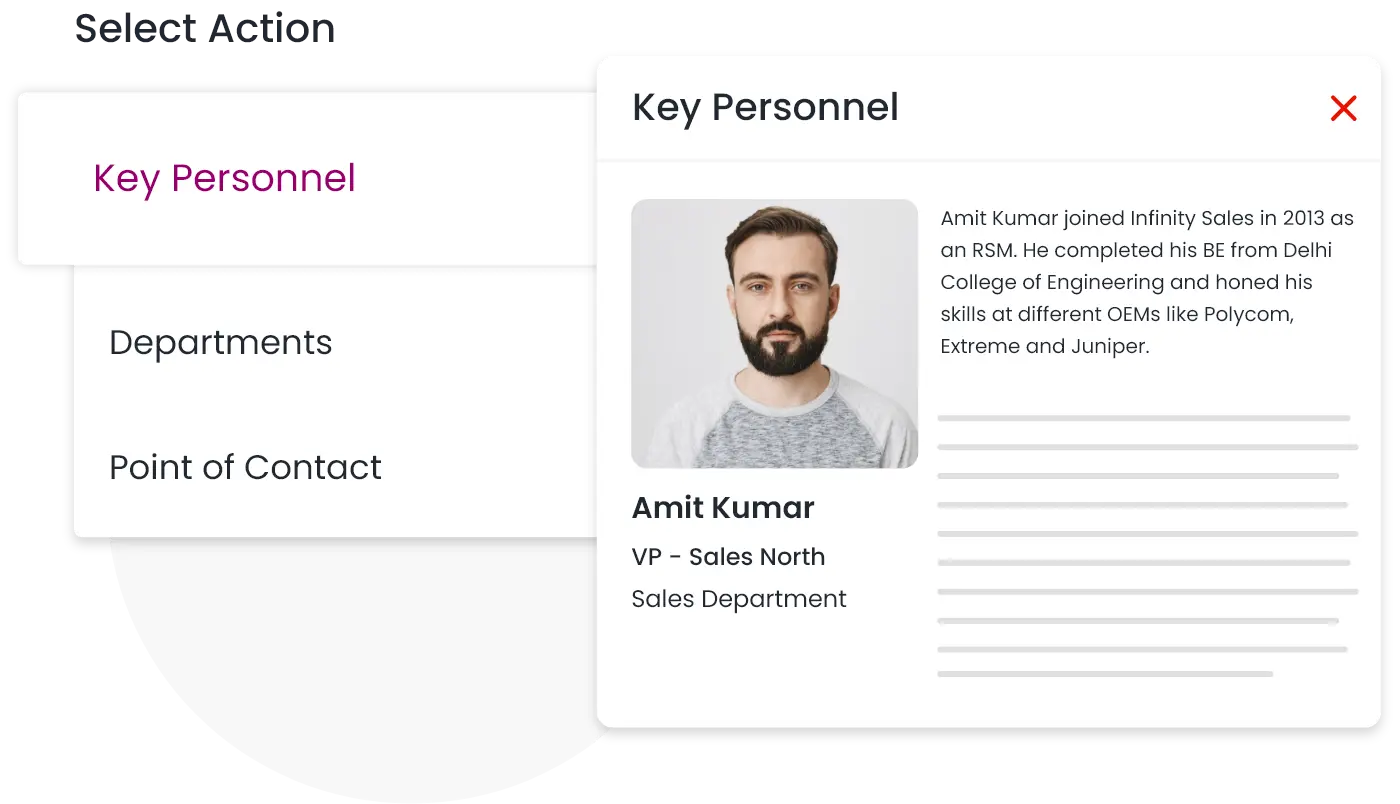 Select Action
Key Personnel
Departments
Point of Contact
Key Personnel
Amit Kumar joined Infinity Sales in 2013 as
an RSM. He completed his BE from Delhi
College of Engineering and honed his
skills at different OEMs like Polycom,
Extreme and Juniper.
Amit Kumar
VP - Sales North
Sales Department